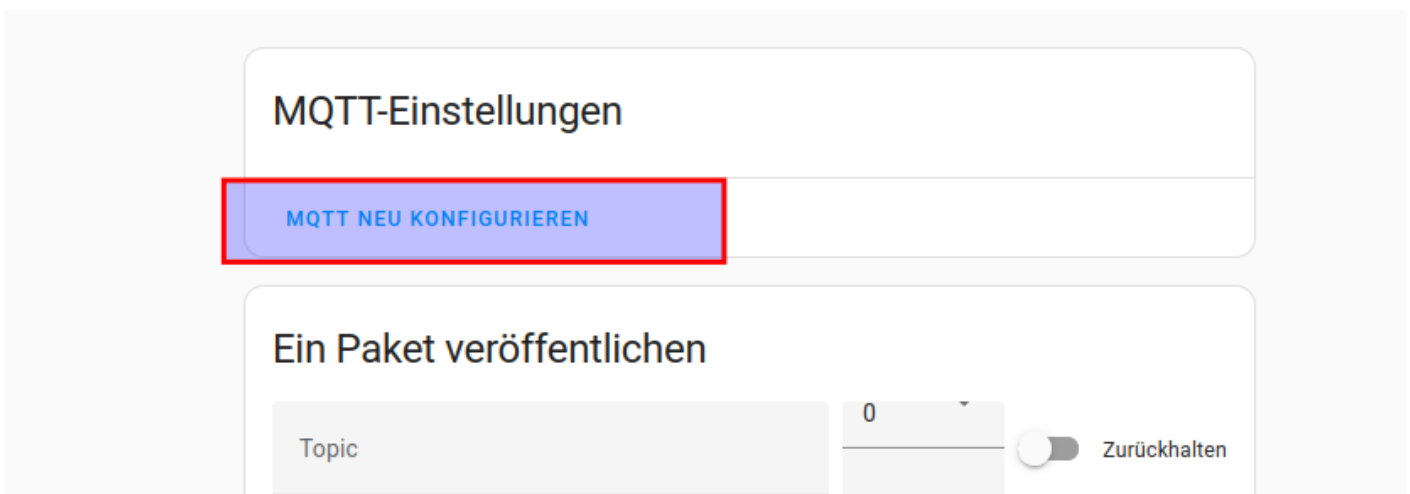 MQTT-Einstellungen
MQTT NEU KONFIGURIEREN
Ein Paket veröffentlichen
Topic
0
Zurückhalten